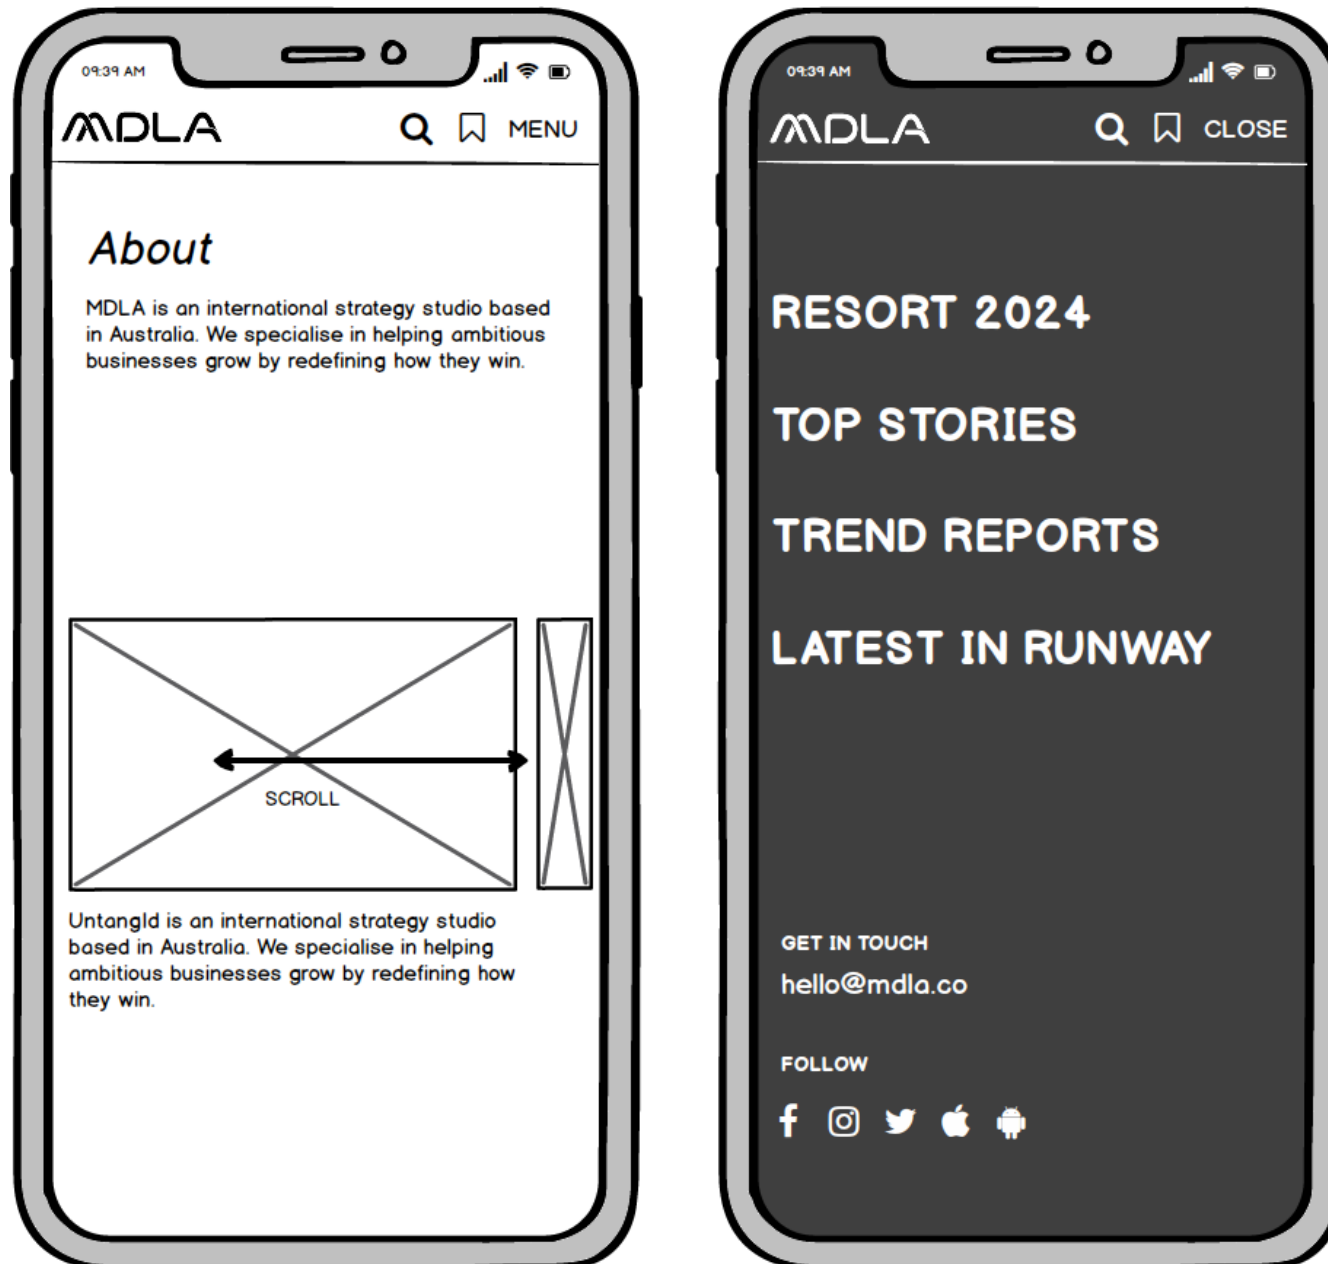 09:39 AM
MDLA
MENU
About
MDLA is an international strategy studio based
in Australia. We specialise in helping ambitious
businesses grow by redefining how they win.
SCROLL
Untangld is an international strategy studio
based in Australia. We specialise in helping
ambitious businesses grow by redefining how
they win.
09:39 AM
MDLA
CLOSE
RESORT 2024
TOP STORIES
TREND REPORTS
LATEST IN RUNWAY
GET IN TOUCH
hello@mdla.co
FOLLOW